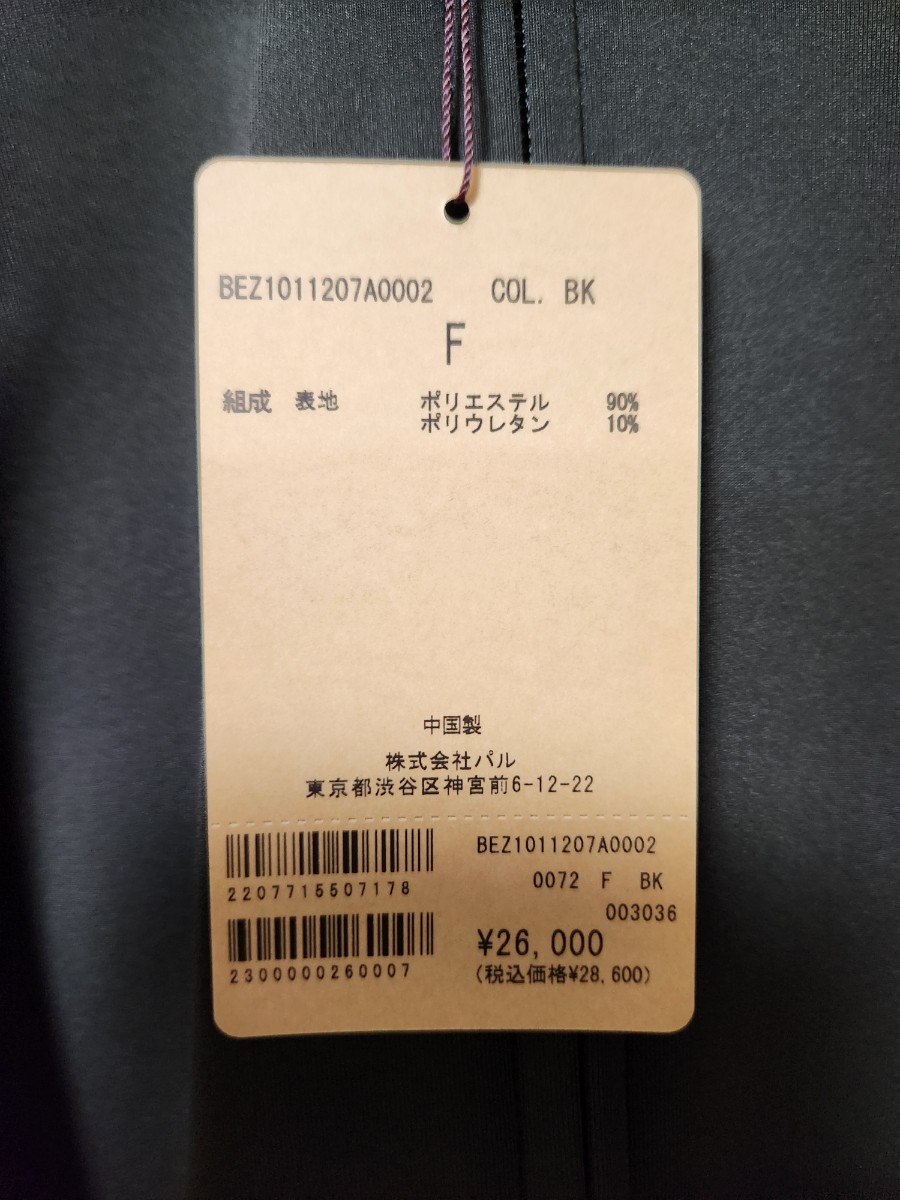 BEZ1011207A0002 COL. BK
F
組成 表地 ポリエステル 90%
ポリウレタン 10%
中国製
株式会社パル
東京都渋谷区神宮前6-12-22
2207715507178
2300000260007
BEZ1011207A0002
0072 F BK
003036
¥26,000
(税込価格¥28,600)